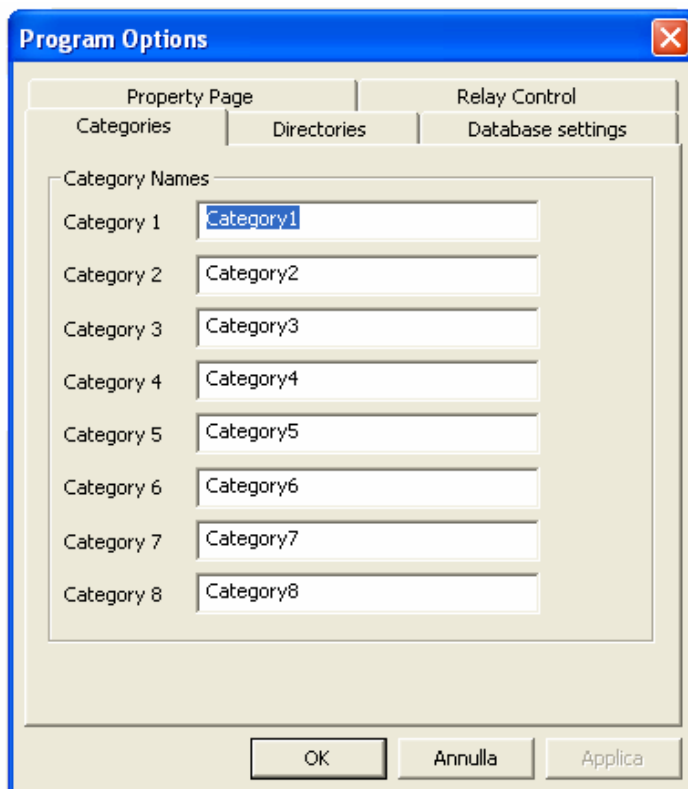 Program Options
Property Page Relay Control
Categories Directories Database settings
Category Names
Category 1 Category1
Category 2 Category2
Category 3 Category3
Category 4 Category4
Category 5 Category5
Category 6 Category6
Category 7 Category7
Category 8 Category8
OK Annulla Applica